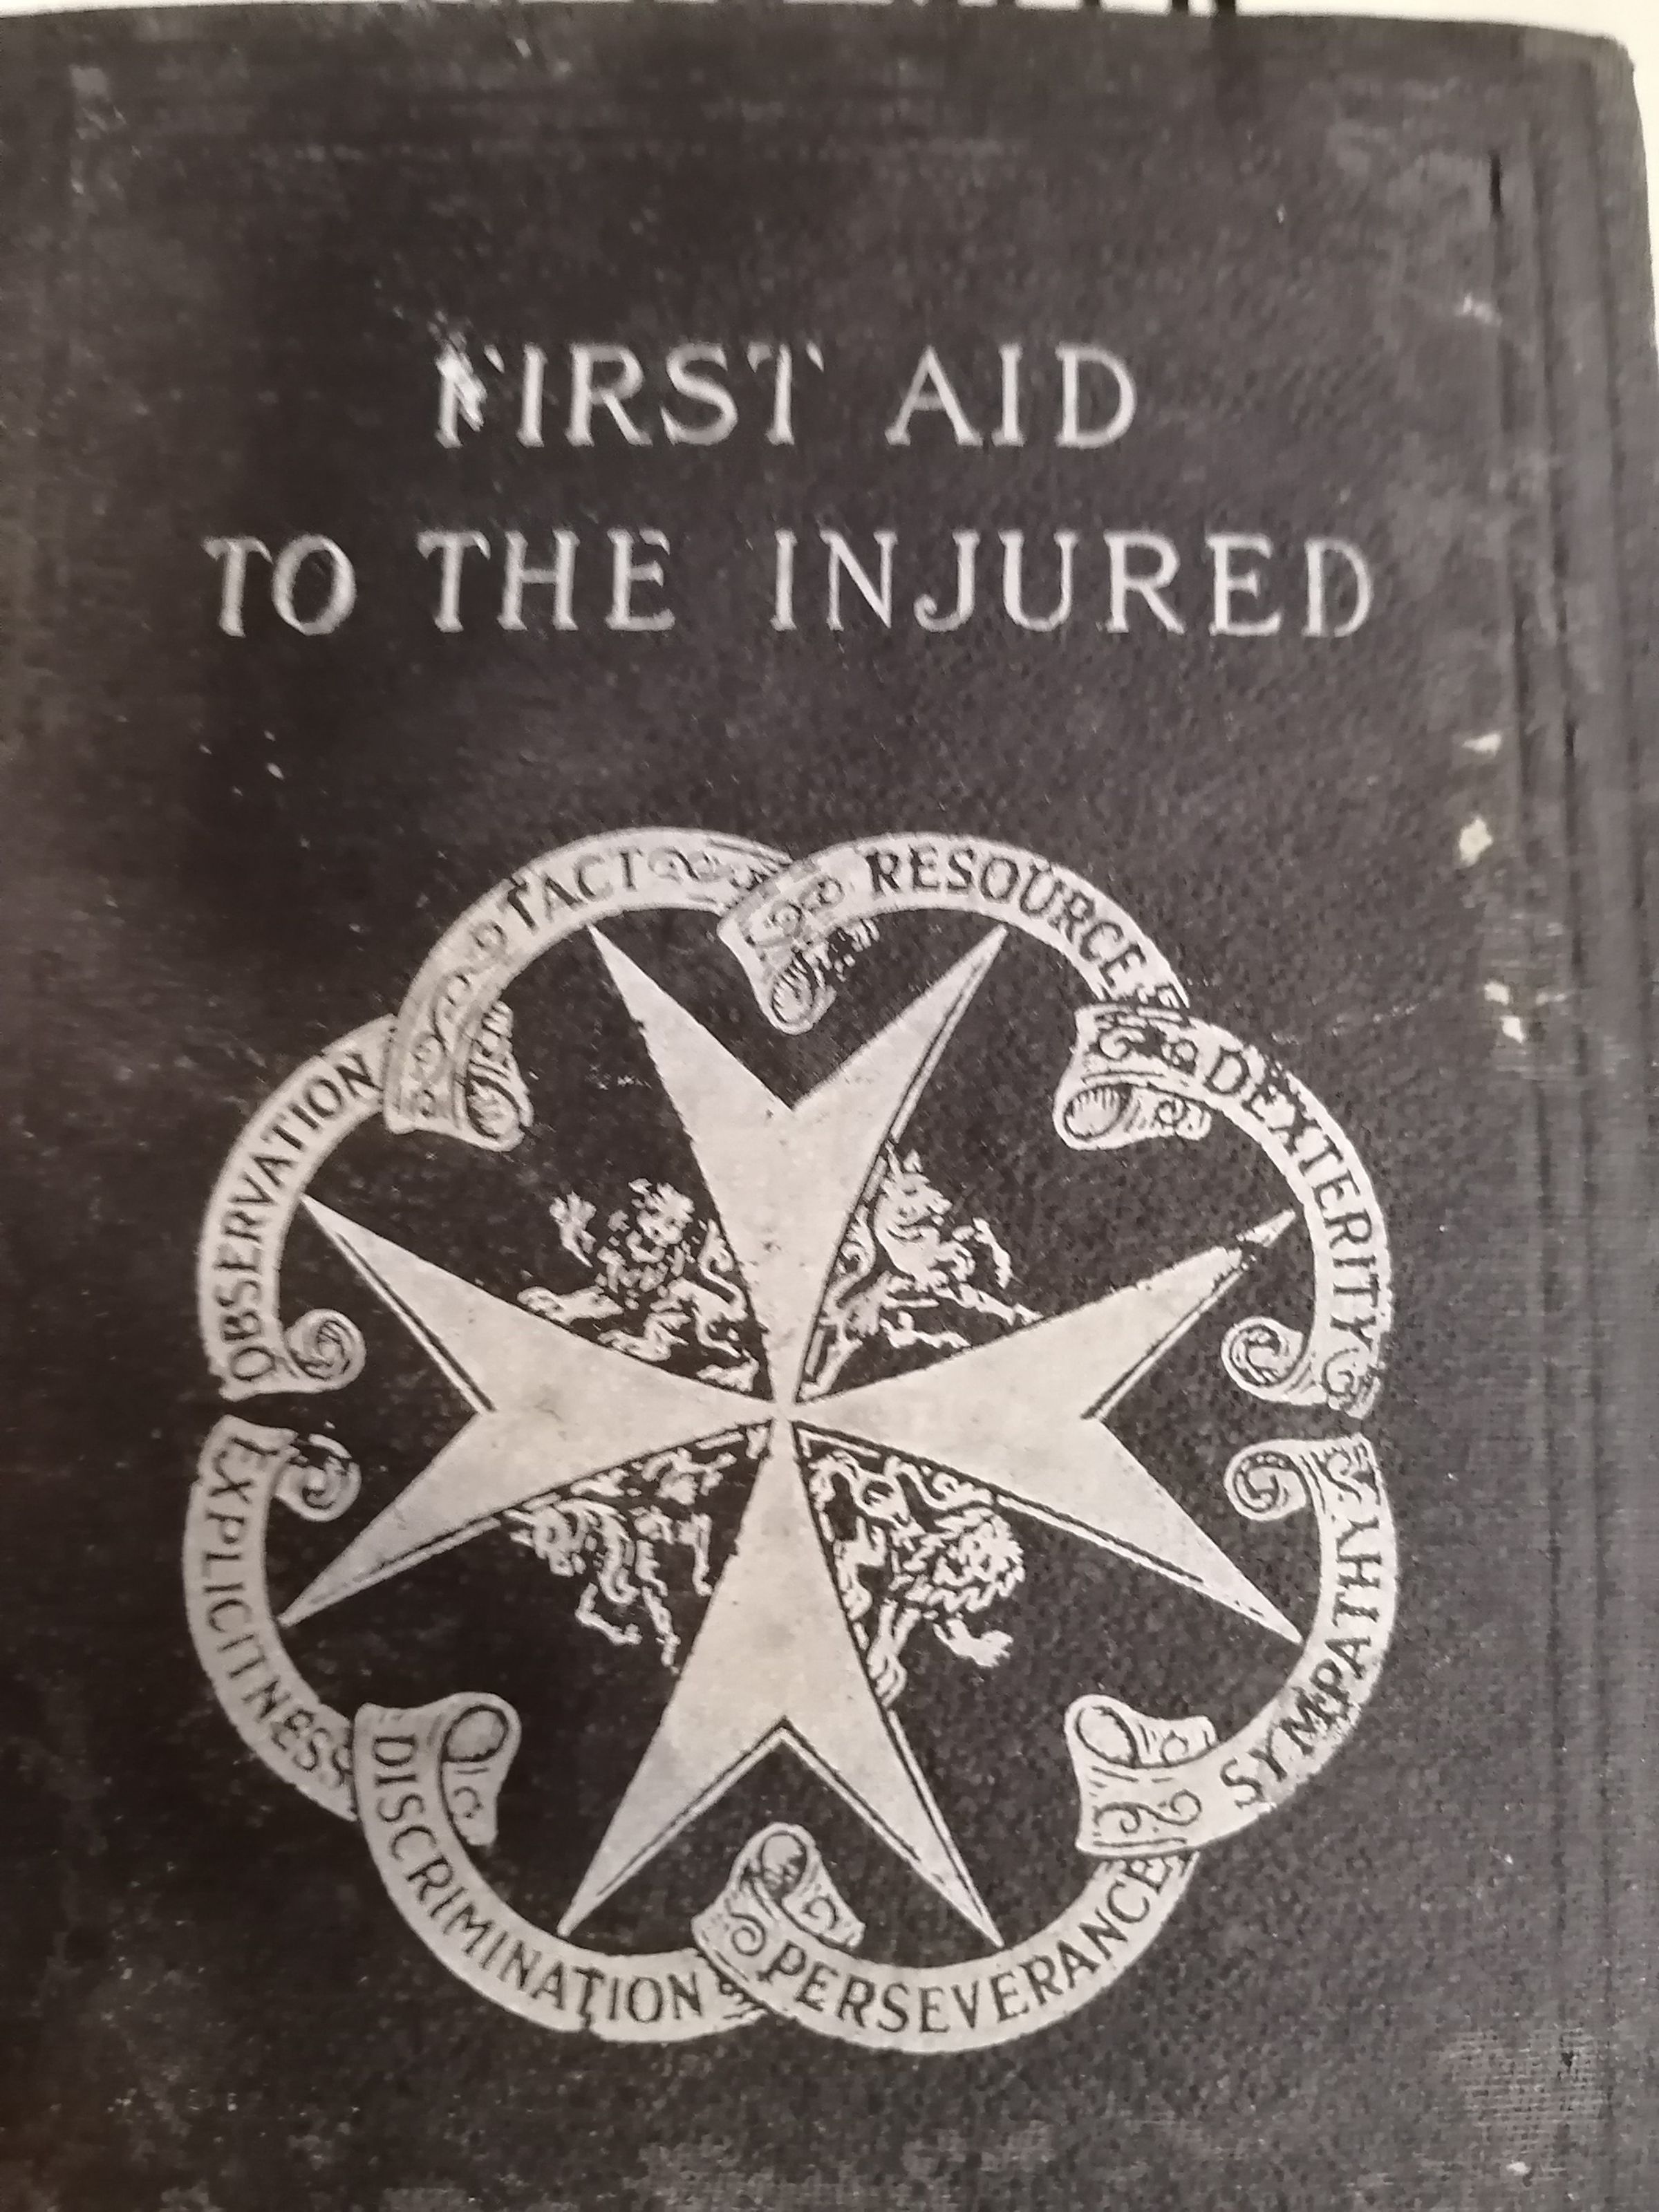 FIRST AID
TO THE INJURED
OBSERVATION
TACT
RESOURCE
DEXTERITY
EXPLICITNESS
DISCRIMINATION
PERSEVERANCE
SYMPATHY